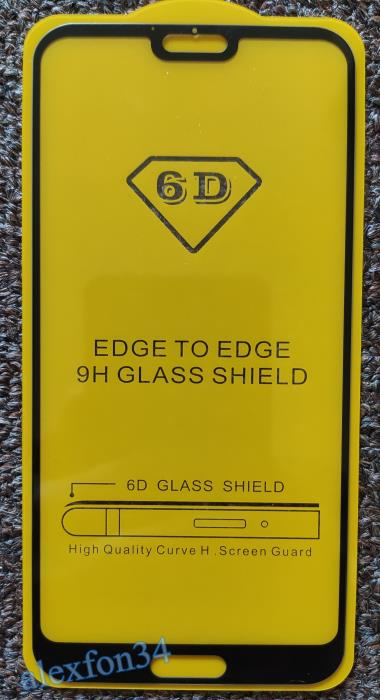 6D
EDGE TO EDGE
9H GLASS SHIELD
6D GLASS SHIELD
High Quality Curve H . Screen Guard
alexfon34